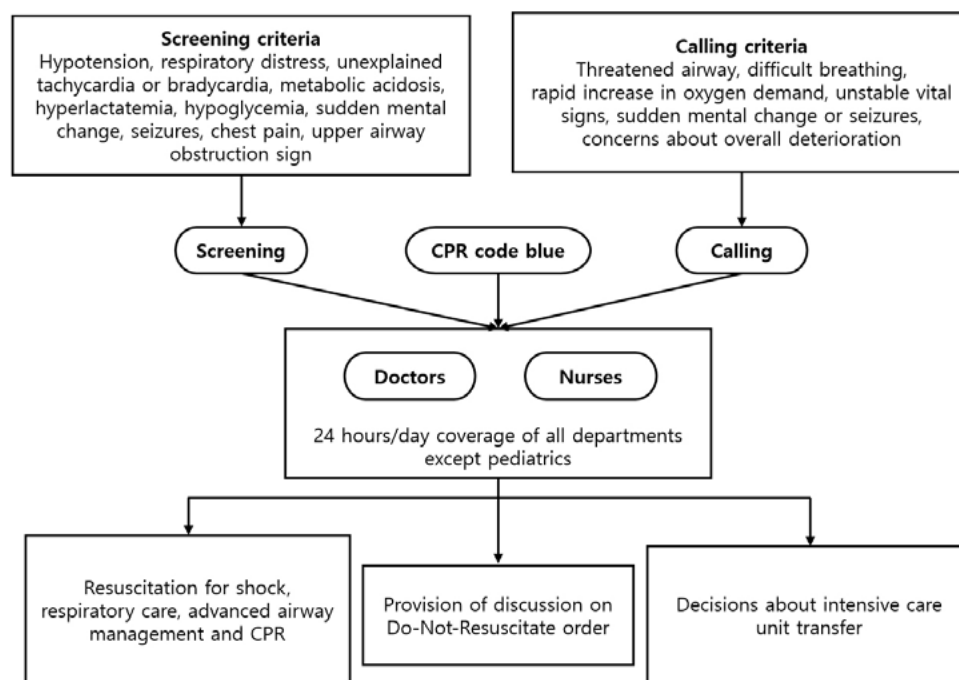 Screening criteria
Hypotension, respiratory distress, unexplained
tachycardia or bradycardia, metabolic acidosis,
hyperlactatemia, hypoglycemia, sudden mental
change, seizures, chest pain, upper airway
obstruction sign
Calling criteria
Threatened airway, difficult breathing,
rapid increase in oxygen demand, unstable vital
signs, sudden mental change or seizures,
concerns about overall deterioration
Screening
CPR code blue
Calling
Doctors
Nurses
24 hours/day coverage of all departments
except pediatrics
Resuscitation for shock,
respiratory care, advanced airway
management and CPR
Provision of discussion on
Do-Not-Resuscitate order
Decisions about intensive care
unit transfer